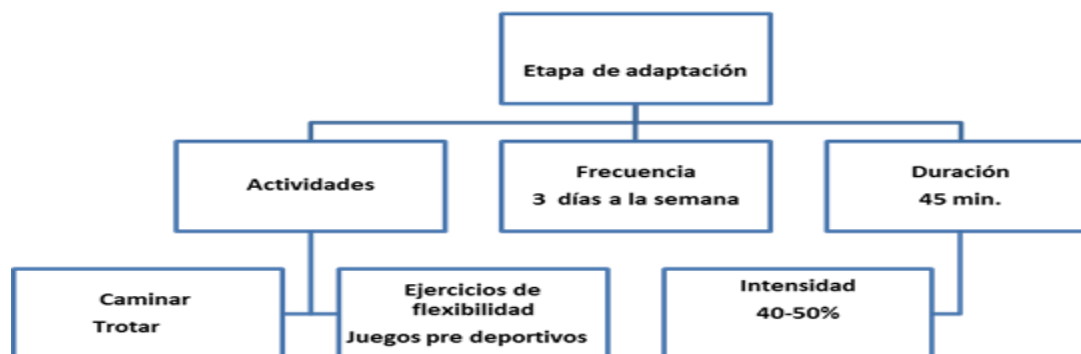 Etapa de adaptación
Actividades
Frecuencia
3 días a la semana
Duración
45 min.
Caminar
Trotar
Ejercicios de
flexibilidad
Juegos pre deportivos
Intensidad
40-50%